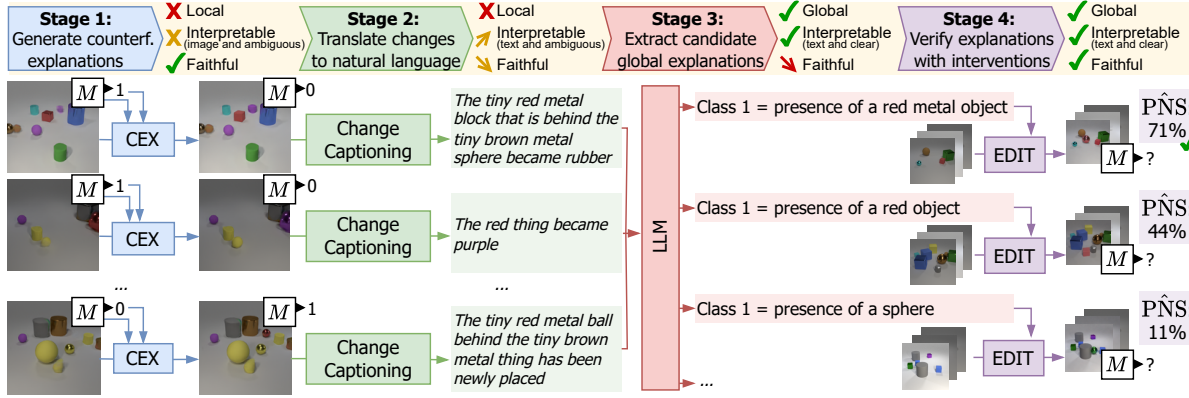 Stage 1:
Generate counterf.
explanations
X Local
X Interpretable
(image and ambiguous)
✓ Faithful
Stage 2:
Translate changes
to natural language
X Local
Interpretable
(text and ambiguous)
Faithful
Stage 3:
Extract candidate
global explanations
✓ Global
✓ Interpretable
(text and clear)
Faithful
Stage 4:
Verify explanations
with interventions
✓ Global
✓ Interpretable
(text and clear)
✓ Faithful
M 1
CEX
M 0
Change
Captioning
The tiny red metal
block that is behind the
tiny brown metal
sphere became rubber
M 1
CEX
M 0
Change
Captioning
The red thing became
purple
...
...
M 0
CEX
M 1
Change
Captioning
The tiny red metal ball
behind the tiny brown
metal thing has been
newly placed
LLM
Class 1 = presence of a red metal object
EDIT
M ?
PN̂S
71%
✓
Class 1 = presence of a red object
EDIT
M ?
PN̂S
44%
Class 1 = presence of a sphere
EDIT
M ?
PN̂S
11%
...